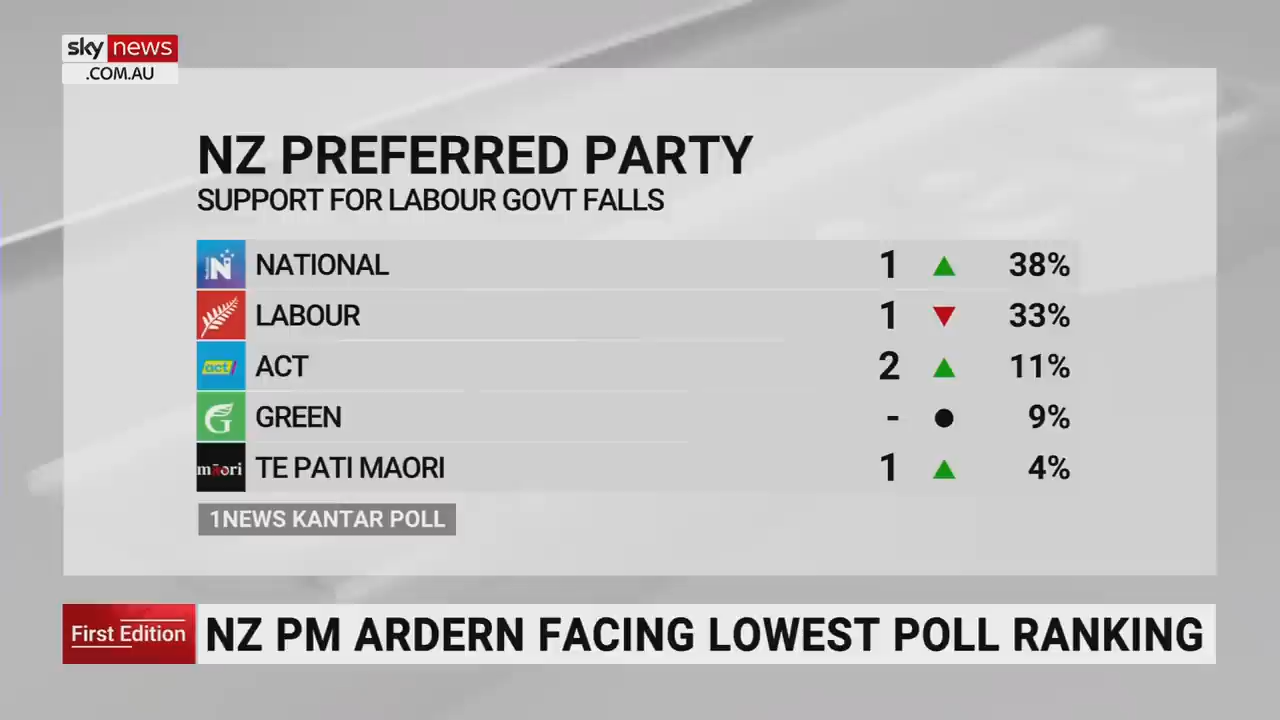 sky news
.COM.AU
NZ PREFERRED PARTY
SUPPORT FOR LABOUR GOVT FALLS
N NATIONAL 1 ▲ 38%
LABOUR 1 ▼ 33%
act ACT 2 ▲ 11%
G GREEN - ● 9%
māori TE PATI MAORI 1 ▲ 4%
1NEWS KANTAR POLL
First Edition NZ PM ARDERN FACING LOWEST POLL RANKING